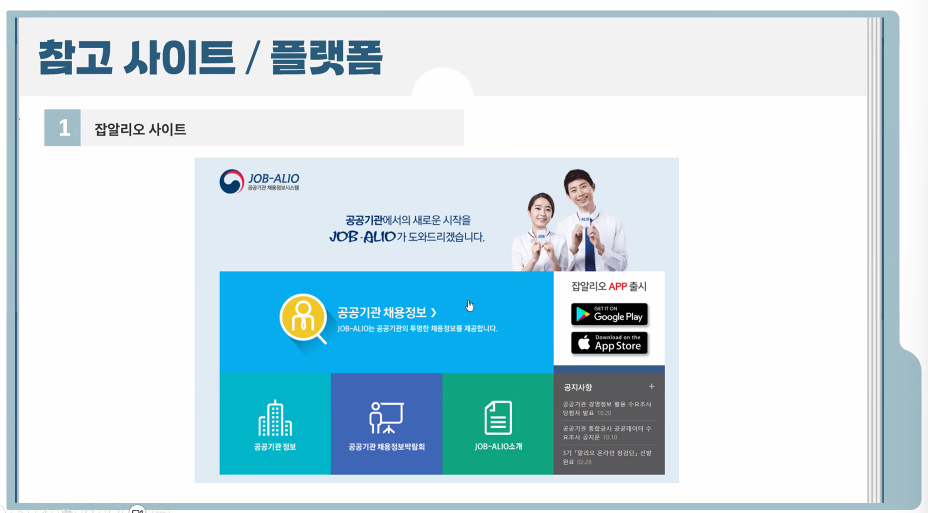 참고 사이트 / 플랫폼
1
잡알리오 사이트
JOB-ALIO
공공기관 채용정보시스템
공공기관에서의 새로운 시작을
JOB-ALIO가 도와드리겠습니다.
ALIO
공공기관 채용정보 >
JOB-ALIO는 공공기관의 투명한 채용정보를 제공합니다.
잡알리오 APP 출시
GET IT ON
Google Play
Download on the
App Store
공공기관 정보
공공기관 채용정보박람회
JOB-ALIO소개
공지사항 +
공공기관 경영정보 활용 수요조사
당첨자 발표 10.20
공공기관 통합공시 공공데이터 수
요조사 공지문 10.10
3기 「알리오 온라인 점검단」 선발
완료 02.28